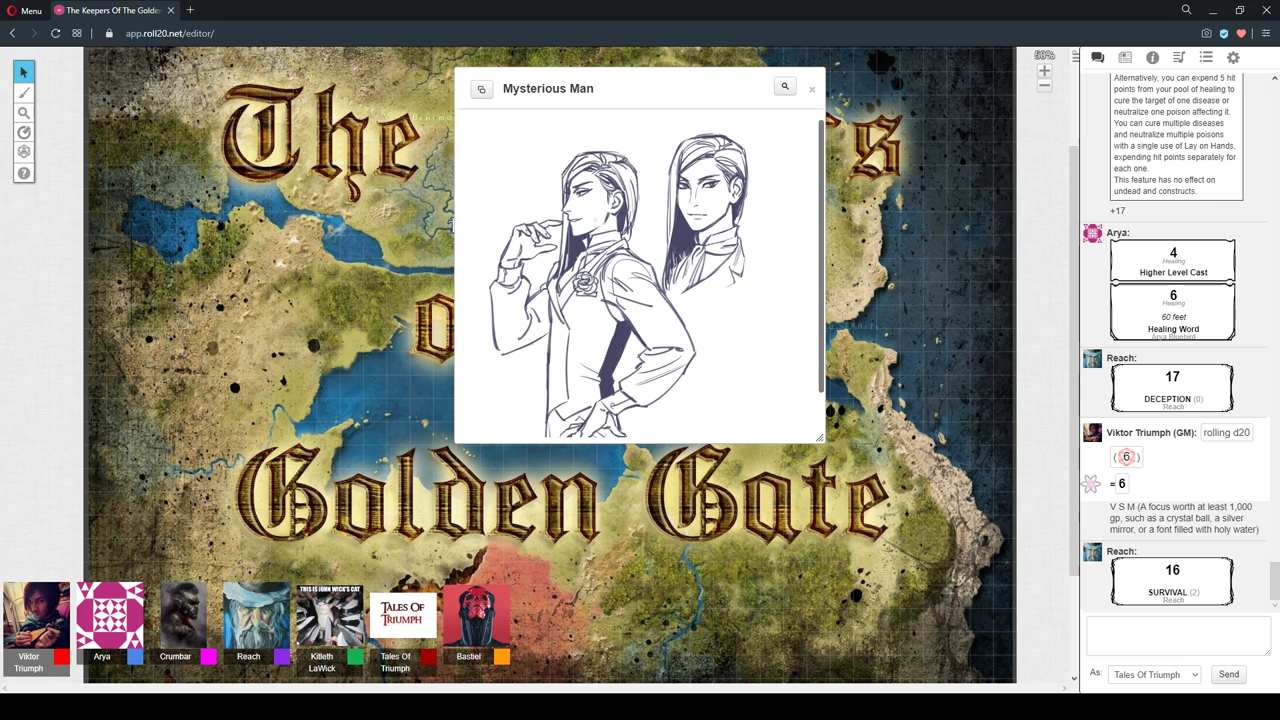 Menu
The Keepers Of The Golden
app.roll20.net/editor/
50%
The
s
Golden Gate
Mysterious Man
Alternatively, you can expend 5 hit
points from your pool of healing to
cure the target of one disease or
neutralize one poison affecting it.
You can cure multiple diseases
and neutralize multiple poisons
with a single use of Lay on Hands,
expending hit points separately for
each one.
This feature has no effect on
undead and constructs.
+17
Arya:
4
Healing
Higher Level Cast
6
Healing
60 feet
Healing Word
Arya Bluebird
Reach:
17
DECEPTION (0)
Reach
Viktor Triumph (GM): rolling d20
(6)
=6
V S M (A focus worth at least 1,000
gp, such as a crystal ball, a silver
mirror, or a font filled with holy water)
Reach:
16
SURVIVAL (2)
Reach
As: Tales Of Triumph Send
THIS IS JOHN WICK'S CAT
TALES OF
TRIUMPH
Viktor
Triumph
Arya
Crumbar
Reach
Kitleth
LaWick
Tales Of
Triumph
Bastiel